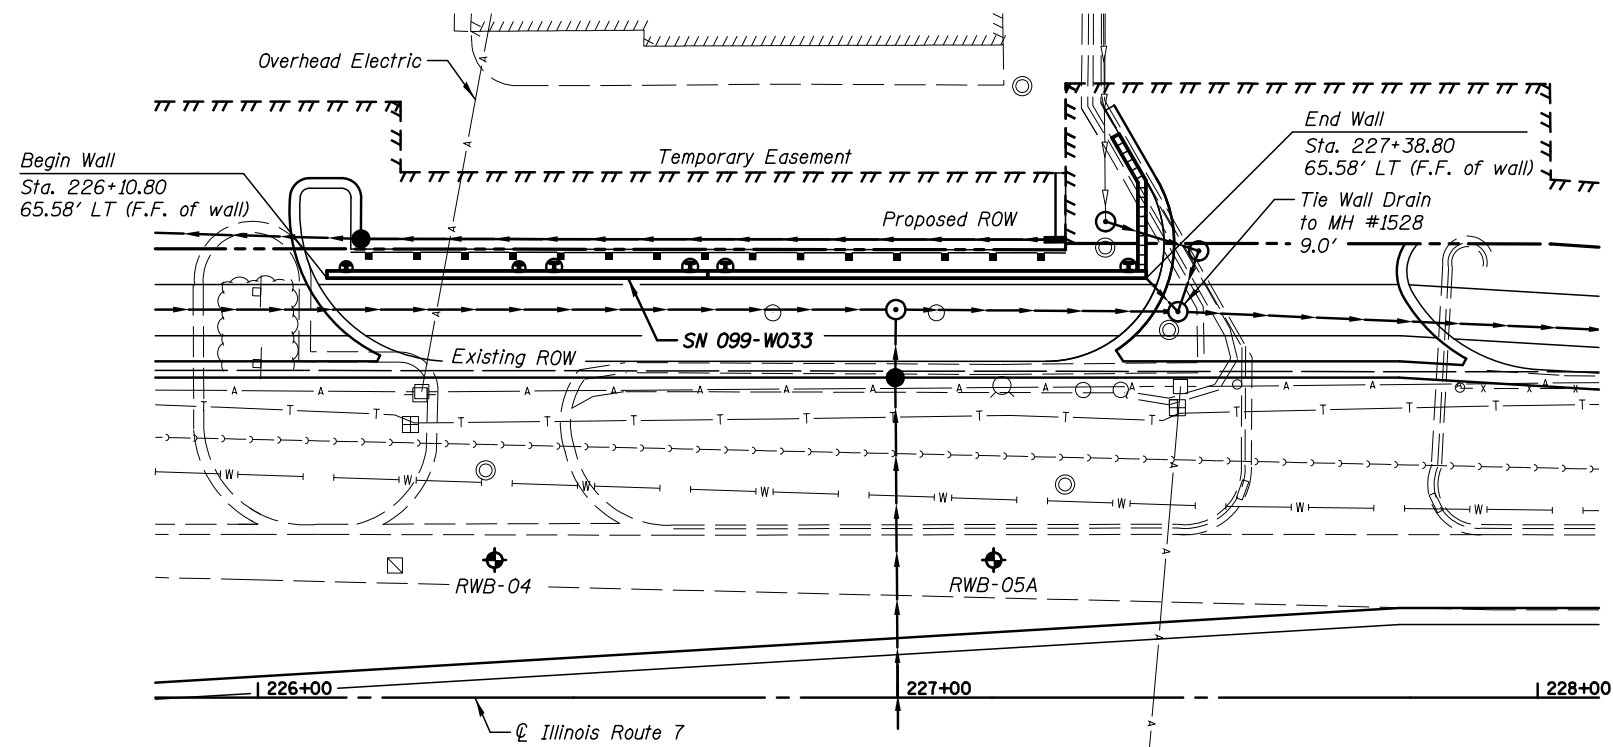 Overhead Electric
Begin Wall
Sta. 226+10.80
65.58' LT (F.F. of wall)
Temporary Easement
Proposed ROW
End Wall
Sta. 227+38.80
65.58' LT (F.F. of wall)
Tie Wall Drain
to MH #1528
9.0'
SN 099-W033
Existing ROW
A
A
A
A
A
A A A A A A A A A A A A A
X X X
T T T T T T T T T T T T T T
W W W W W W W W
A
A
A
A
RWB-04
RWB-05A
226+00
227+00
228+00
℄ Illinois Route 7